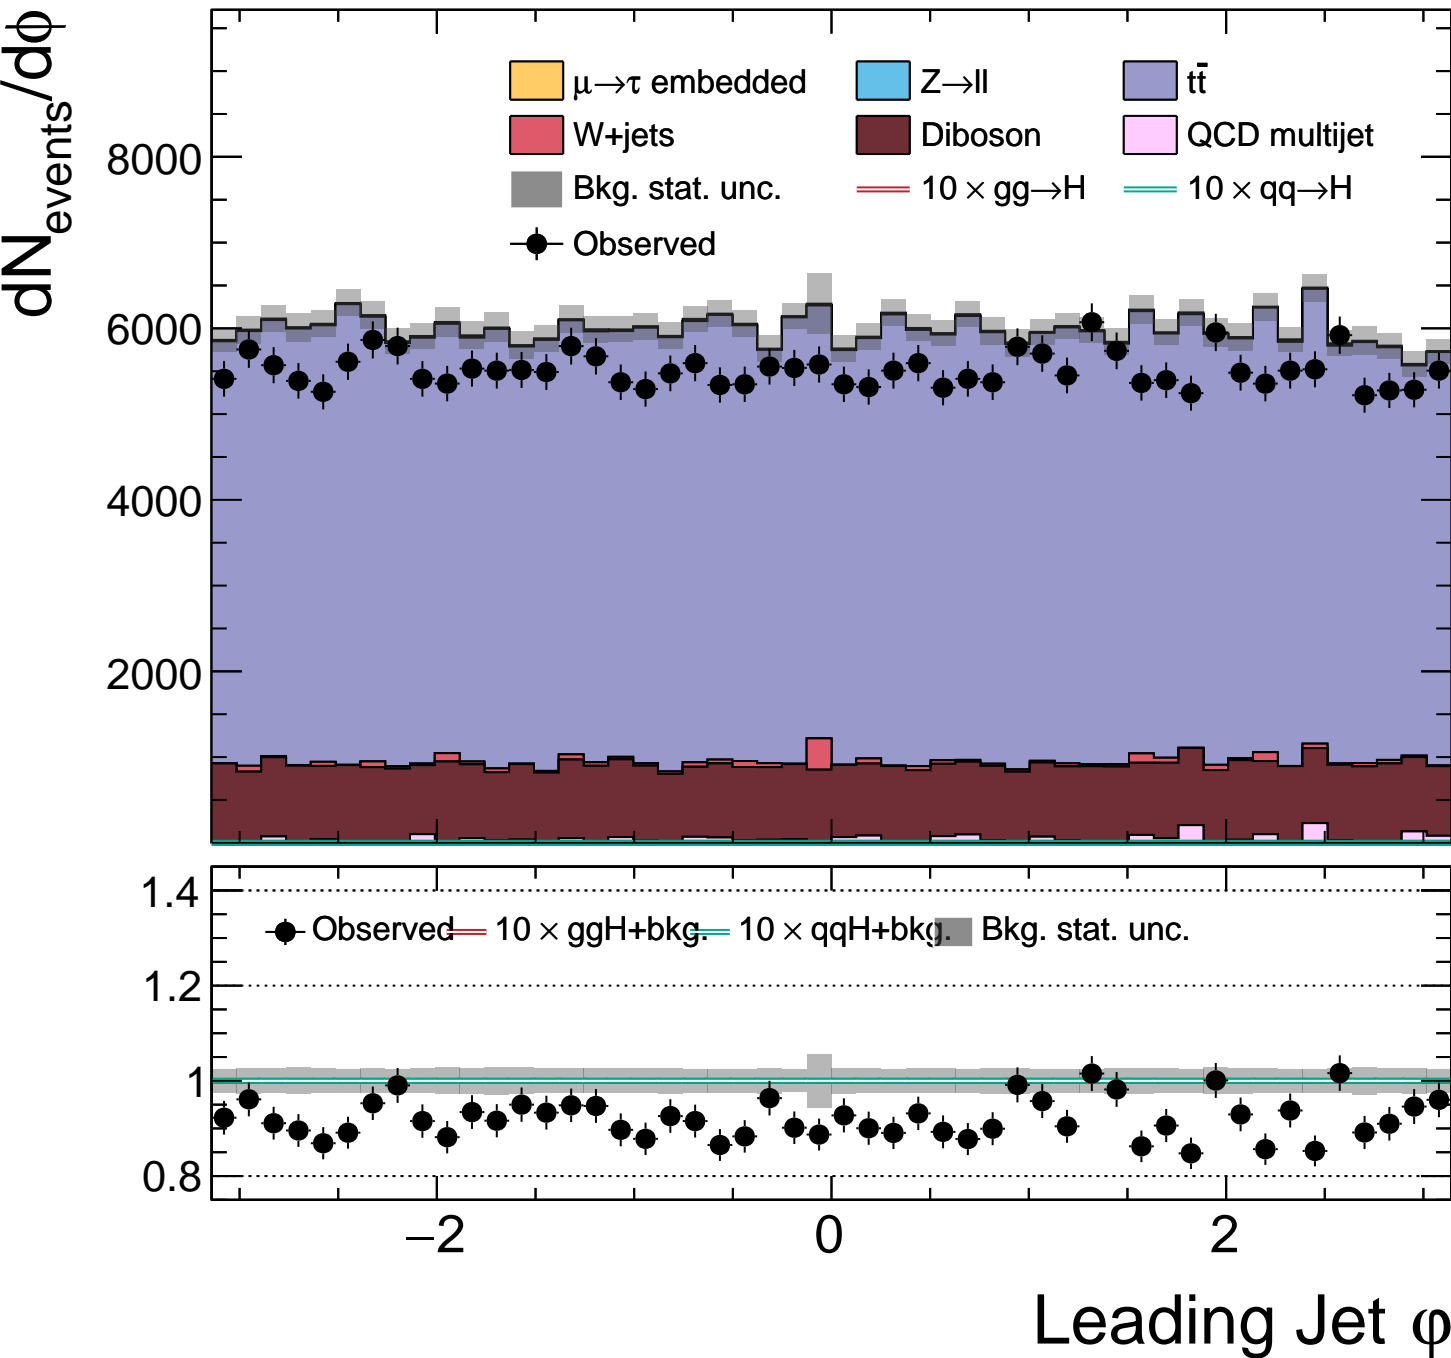 dN_events/dϕ
μ→τ embedded Z→ll tt̄
W+jets Diboson QCD multijet
Bkg. stat. unc. 10 × gg→H 10 × qq→H
Observed
8000
6000
4000
2000
1.4
Observed 10 × ggH+bkg. 10 × qqH+bkg. Bkg. stat. unc.
1.2
1
0.8
−2 0 2
Leading Jet φ